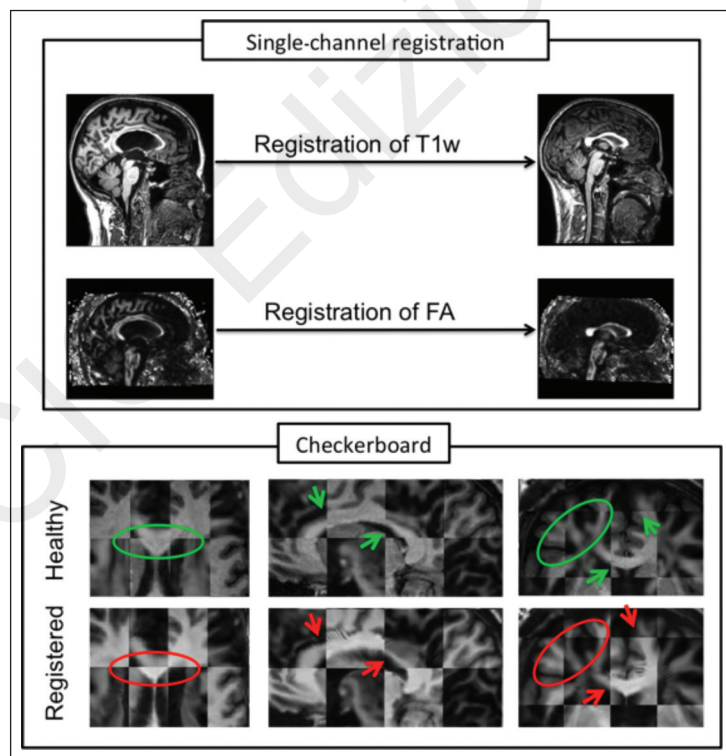 Single-channel registration
Registration of T1w
Registration of FA
Checkerboard
Healthy
Registered